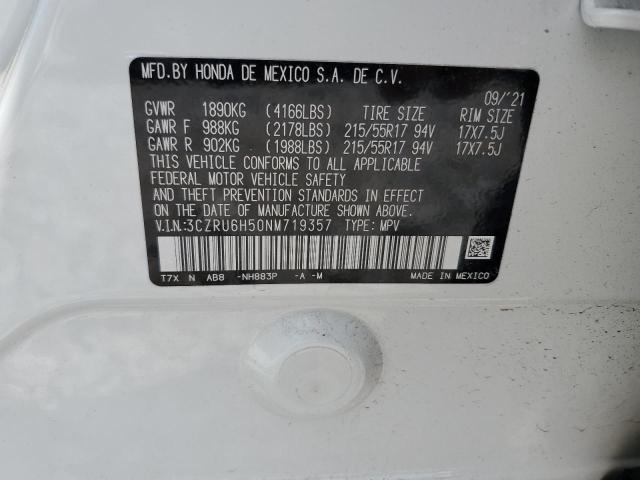 MFD.BY HONDA DE MEXICO S.A. DE C.V.
09/'21
GVWR 1890KG (4166LBS) TIRE SIZE RIM SIZE
GAWR F 988KG (2178LBS) 215/55R17 94V 17X7.5J
GAWR R 902KG (1988LBS) 215/55R17 94V 17X7.5J
THIS VEHICLE CONFORMS TO ALL APPLICABLE
FEDERAL MOTOR VEHICLE SAFETY
AND THEFT PREVENTION STANDARDS IN EFFECT
ON THE DATE OF MANUFACTURE SHOWN ABOVE.
V.I.N.:3CZRU6H50NM719357 TYPE: MPV
T7X N AB8 -NH883P -A -M MADE IN MEXICO